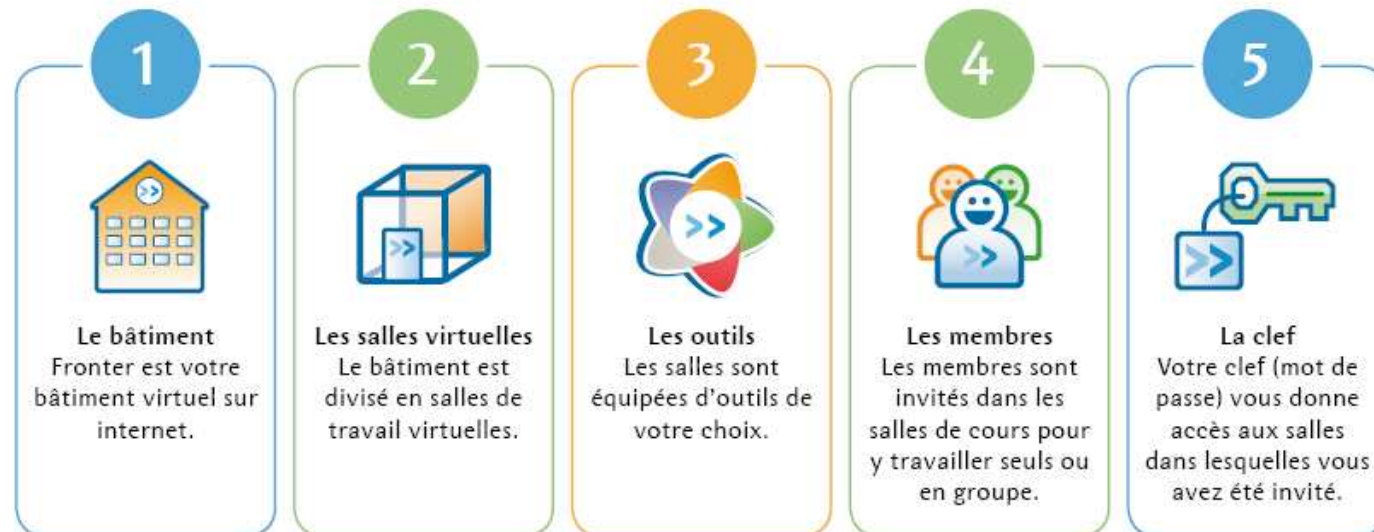 1
Le bâtiment
Fronter est votre
bâtiment virtuel sur
internet.
2
Les salles virtuelles
Le bâtiment est
divisé en salles de
travail virtuelles.
3
Les outils
Les salles sont
équipées d'outils de
votre choix.
4
Les membres
Les membres sont
invités dans les
salles de cours pour
y travailler seuls ou
en groupe.
5
La clef
Votre clef (mot de
passe) vous donne
accès aux salles
dans lesquelles vous
avez été invité.